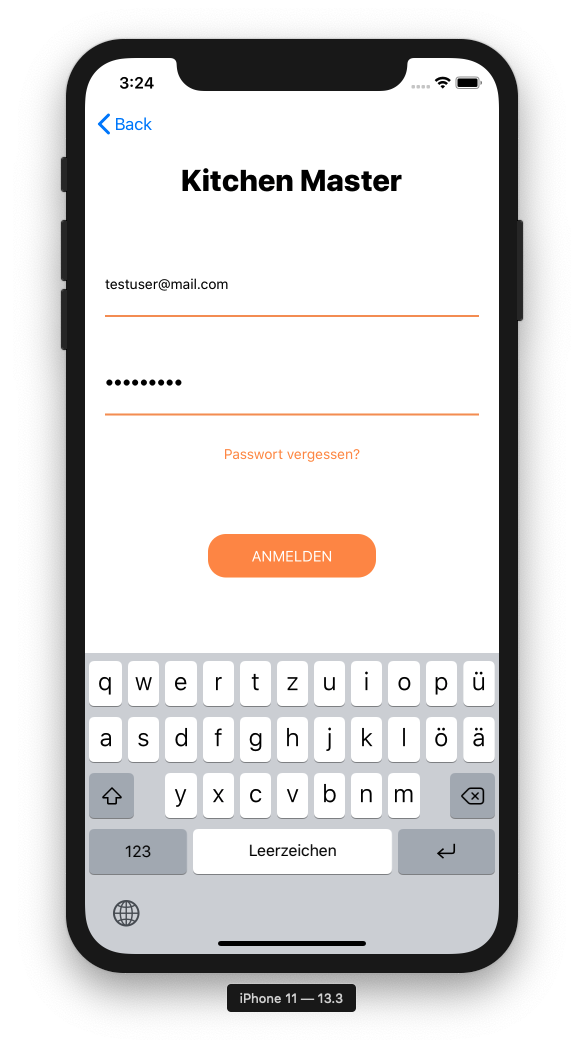 3:24
Back
Kitchen Master
testuser@mail.com
•••••••••
Passwort vergessen?
ANMELDEN
q w e r t z u i o p ü
a s d f g h j k l ö ä
y x c v b n m
123 Leerzeichen
iPhone 11 — 13.3